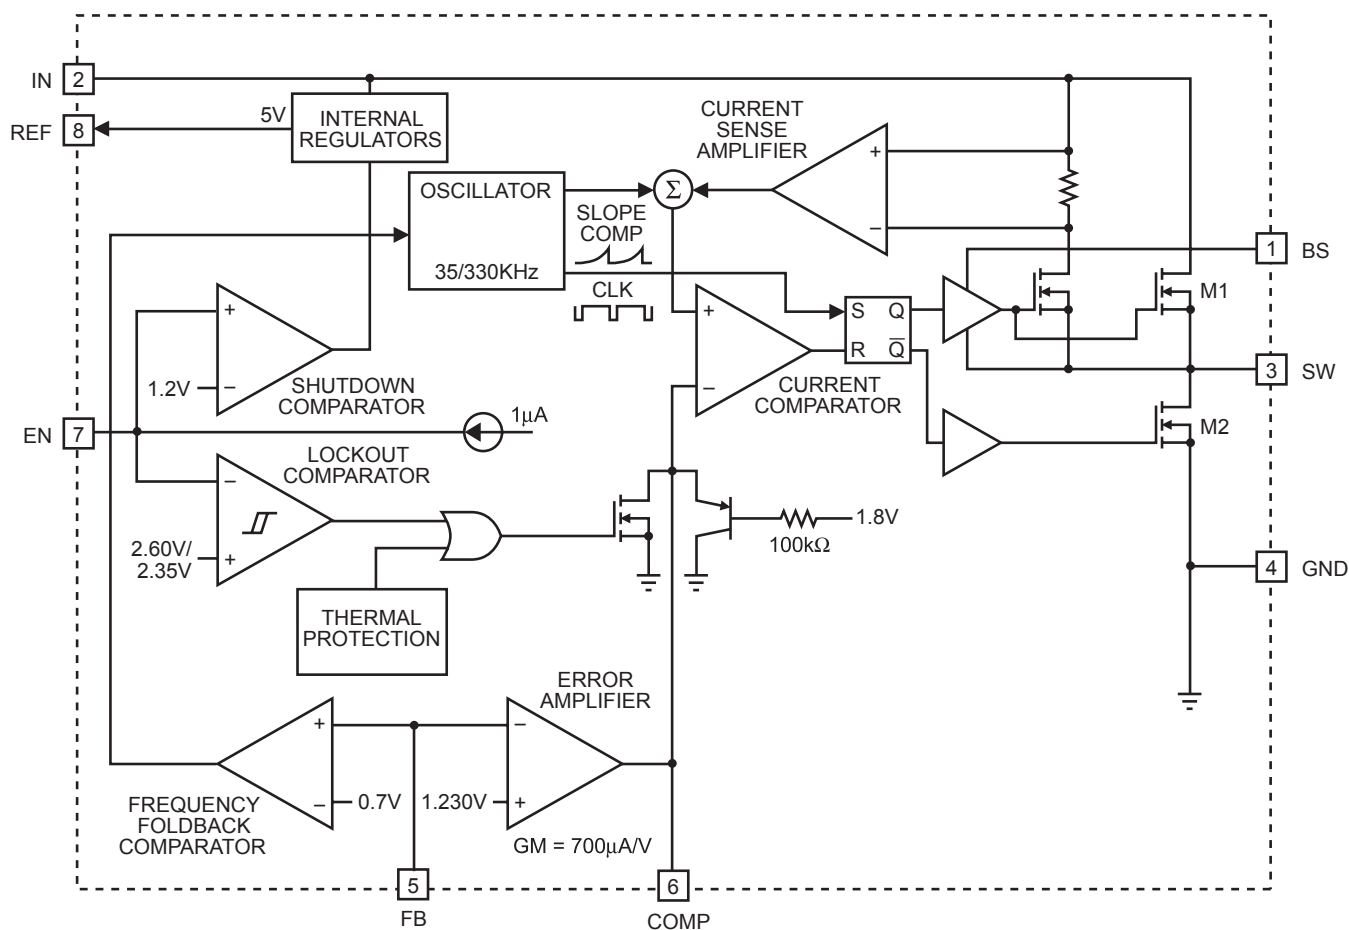 IN
2
REF
8
5V
INTERNAL
REGULATORS
CURRENT
SENSE
AMPLIFIER
+
–
OSCILLATOR
35/330KHz
Σ
SLOPE
COMP
CLK
1
BS
+
–
1.2V
SHUTDOWN
COMPARATOR
+
–
CURRENT
COMPARATOR
S Q
R Q̅
M1
3
SW
M2
EN
7
1µA
LOCKOUT
COMPARATOR
–
+
2.60V/
2.35V
1.8V
100kΩ
4
GND
THERMAL
PROTECTION
ERROR
AMPLIFIER
+
–
0.7V
–
+
1.230V
FREQUENCY
FOLDBACK
COMPARATOR
GM = 700µA/V
5
FB
6
COMP